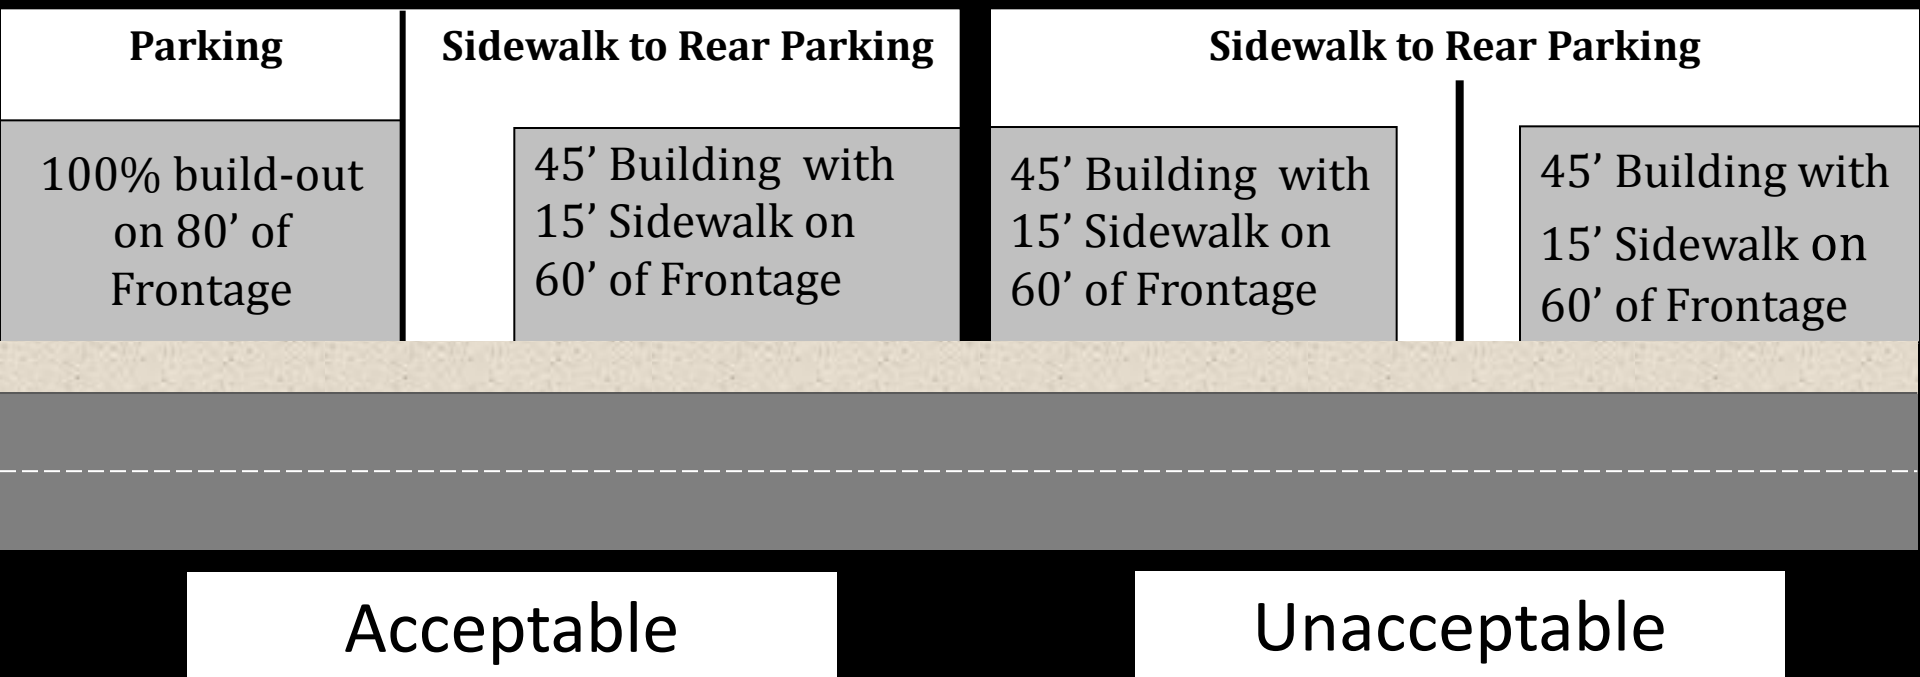 Parking
Sidewalk to Rear Parking
Sidewalk to Rear Parking
100% build-out
on 80’ of
Frontage
45’ Building with
15’ Sidewalk on
60’ of Frontage
45’ Building with
15’ Sidewalk on
60’ of Frontage
45’ Building with
15’ Sidewalk on
60’ of Frontage
Acceptable
Unacceptable